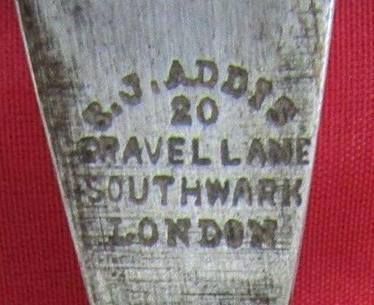 S.J.ADDIS
20
GRAVEL LANE
SOUTHWARK
LONDON